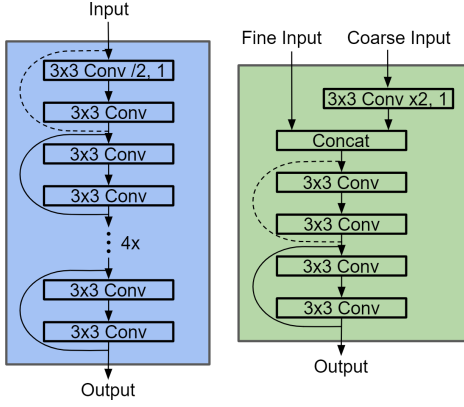 Input
3x3 Conv /2, 1
3x3 Conv
3x3 Conv
3x3 Conv
4x
3x3 Conv
3x3 Conv
Output
Fine Input
Coarse Input
3x3 Conv x2, 1
Concat
3x3 Conv
3x3 Conv
3x3 Conv
3x3 Conv
Output